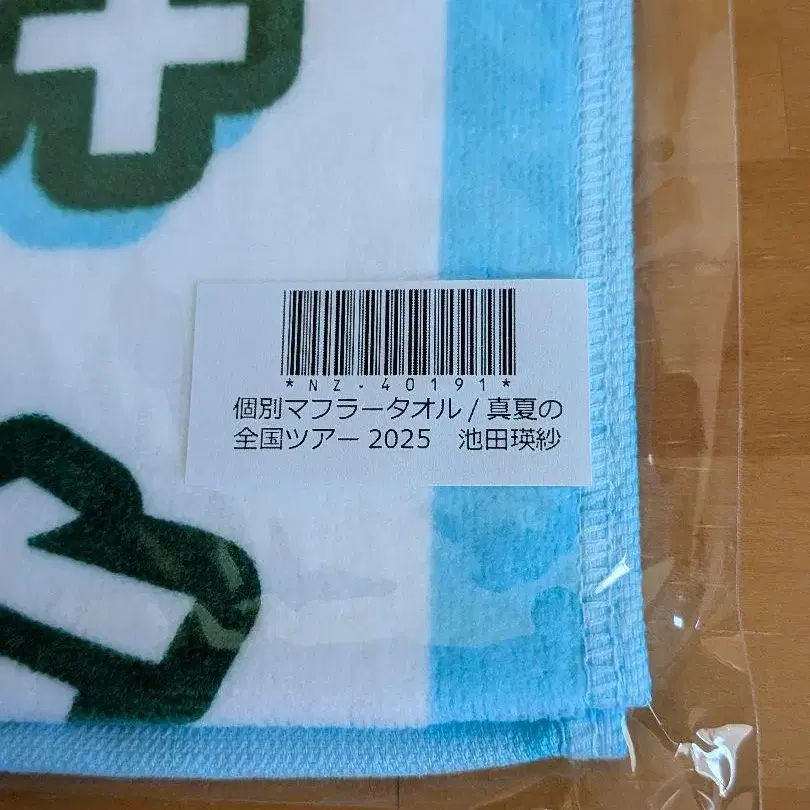 *NZ-40191*
個別マフラータオル / 真夏の
全国ツアー 2025　池田瑛紗